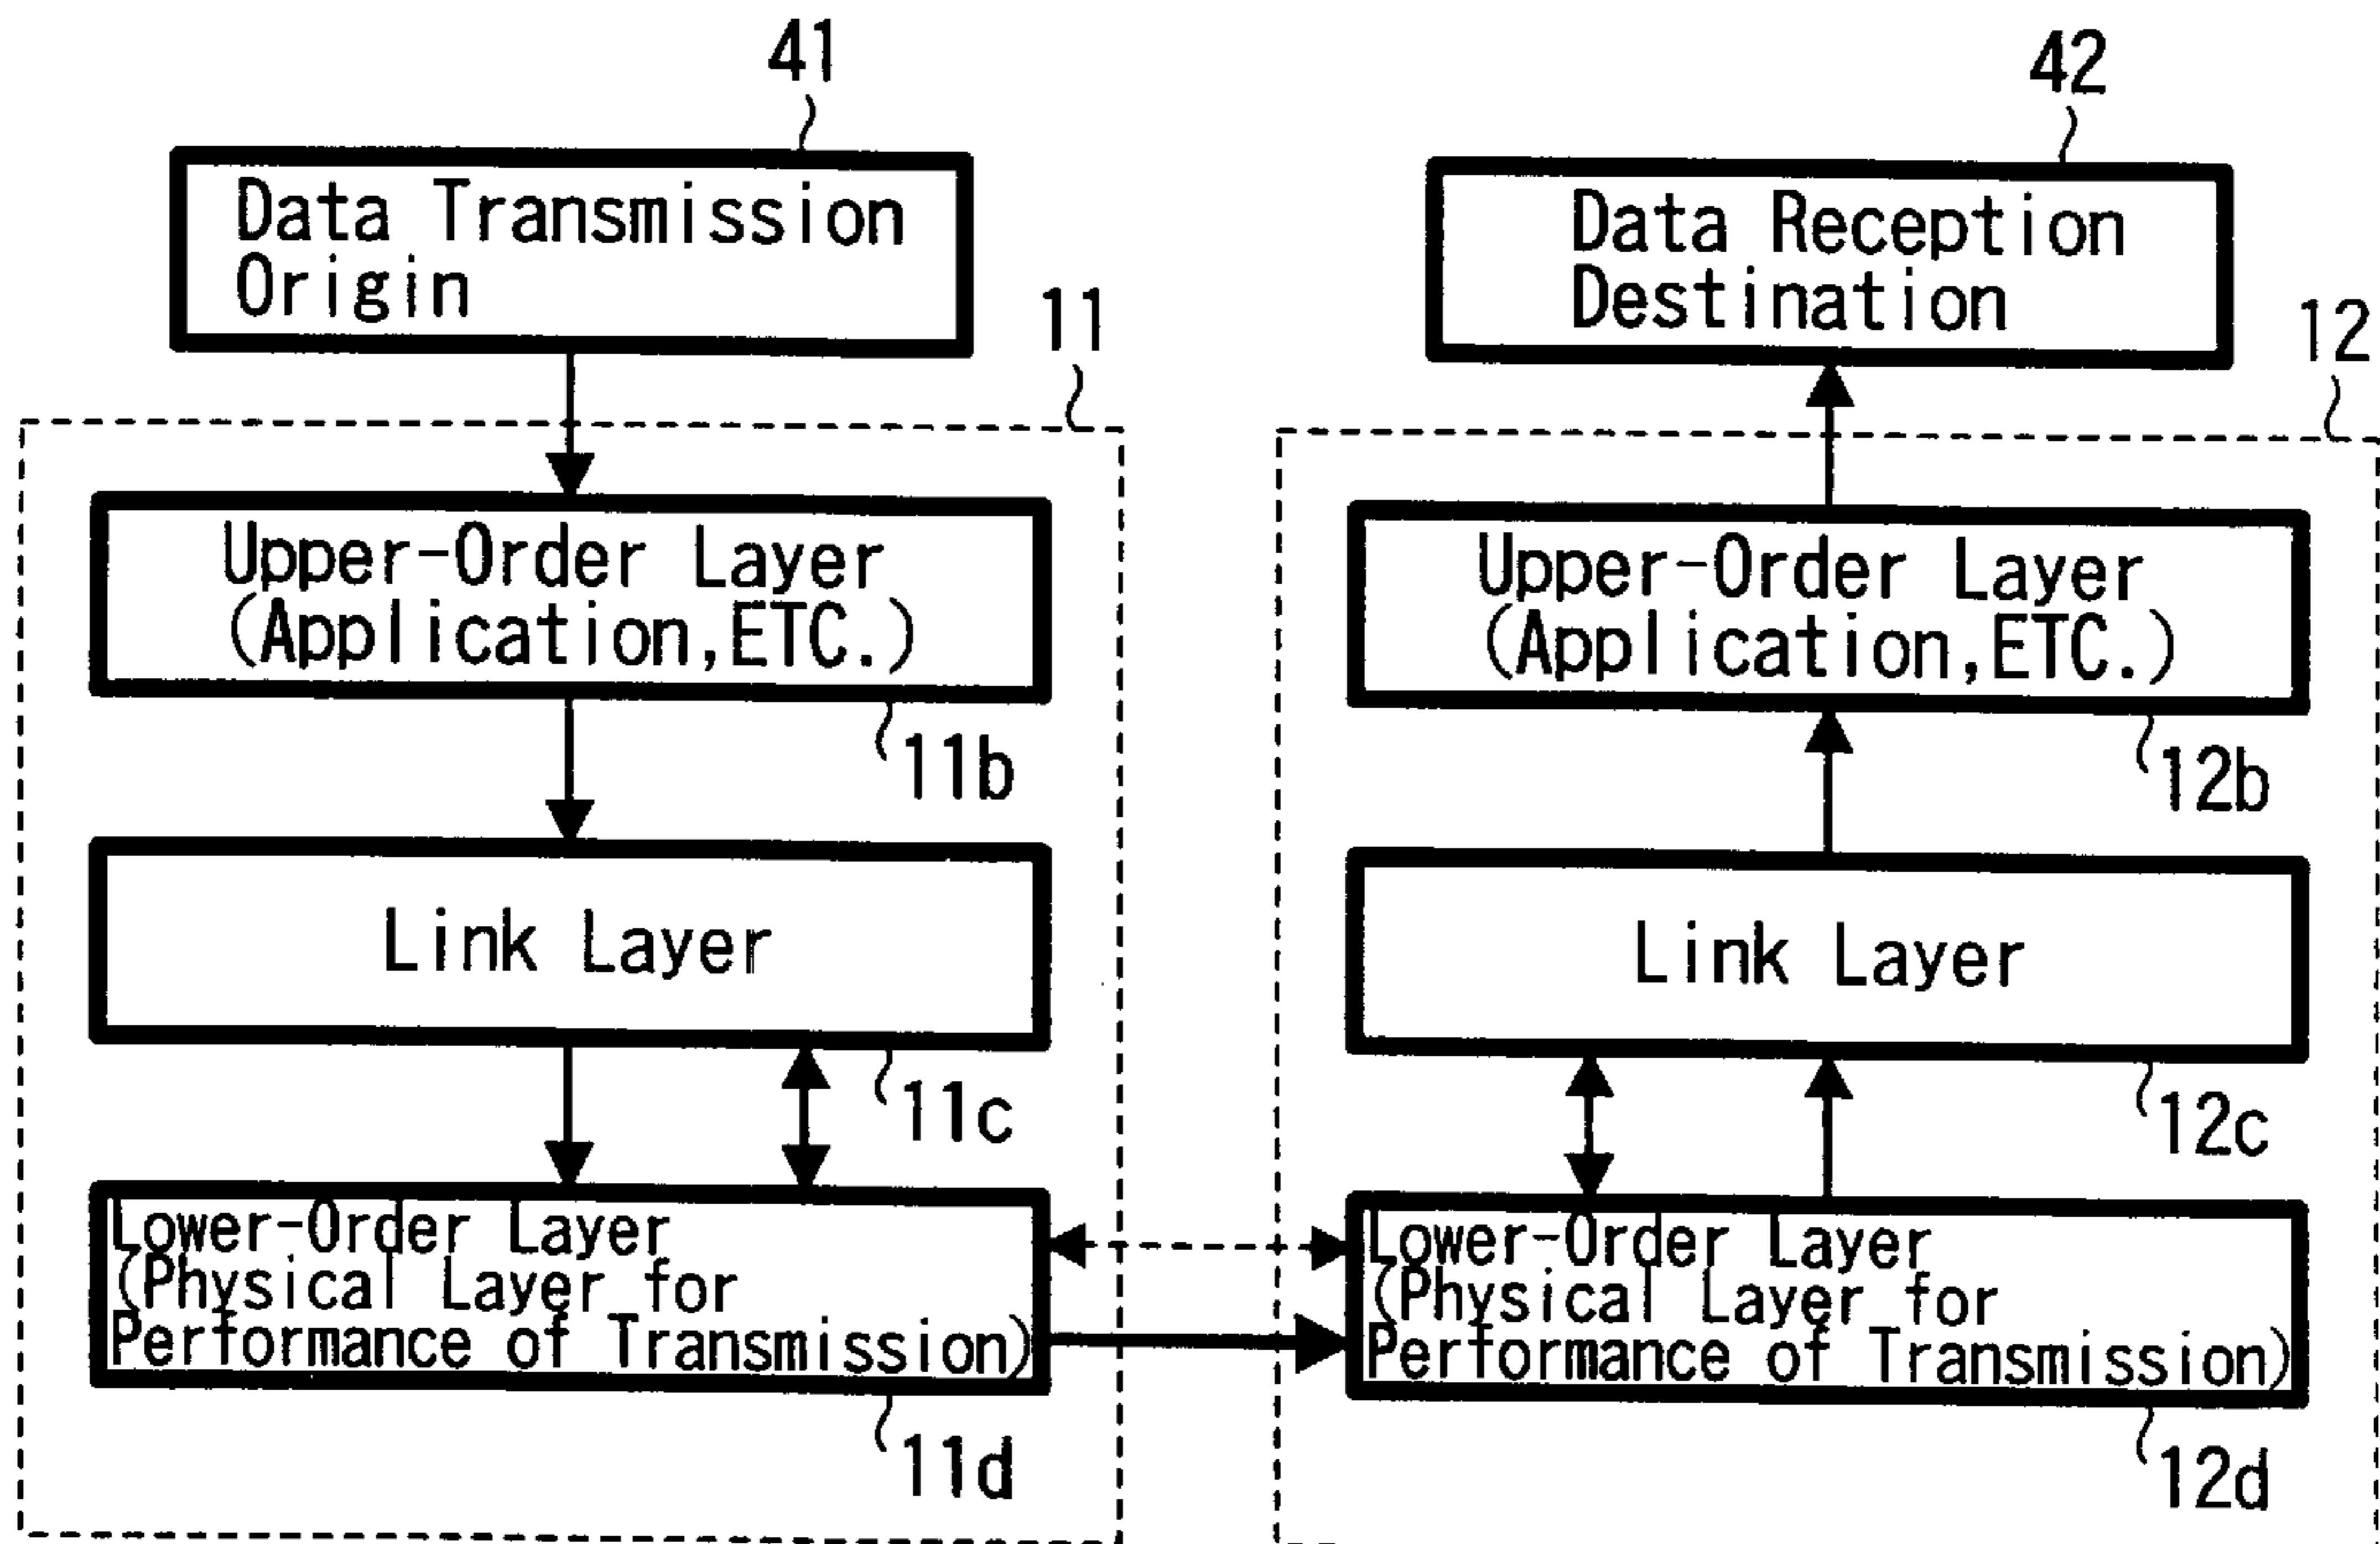 41
42
Data Transmission
Origin
Data Reception
Destination
11
12
Upper-Order Layer
(Application,ETC.)
Upper-Order Layer
(Application,ETC.)
11b
12b
Link Layer
Link Layer
11c
12c
Lower-Order Layer
(Physical Layer for
Performance of Transmission)
Lower-Order Layer
(Physical Layer for
Performance of Transmission)
11d
12d